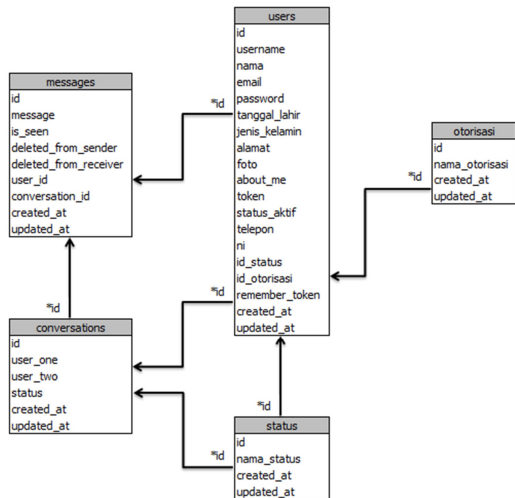 users
id
username
nama
email
password
tanggal_lahir
jenis_kelamin
alamat
foto
about_me
token
status_aktif
telepon
ni
id_status
id_otorisasi
remember_token
created_at
updated_at
messages
id
message
is_seen
deleted_from_sender
deleted_from_receiver
user_id
conversation_id
created_at
updated_at
*id
otorisasi
id
nama_otorisasi
created_at
updated_at
*id
*id
*id
conversations
id
user_one
user_two
status
created_at
updated_at
*id
*id
status
id
nama_status
created_at
updated_at